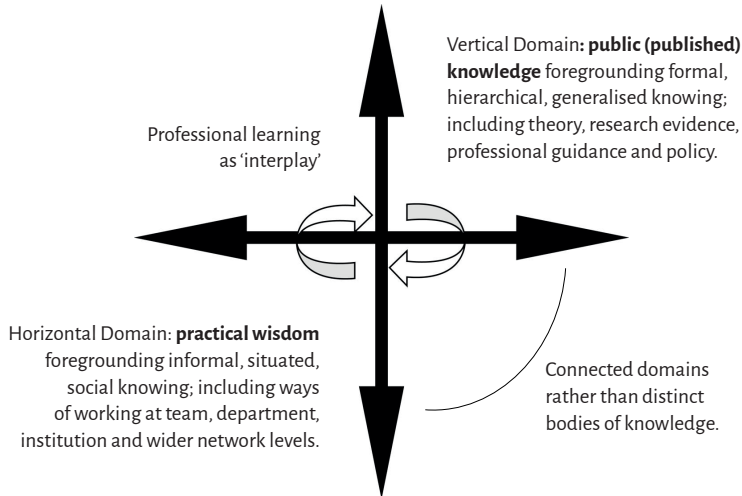 Vertical Domain: public (published)
knowledge foregrounding formal,
hierarchical, generalised knowing;
including theory, research evidence,
professional guidance and policy.
Professional learning
as ‘interplay’
Horizontal Domain: practical wisdom
foregrounding informal, situated,
social knowing; including ways
of working at team, department,
institution and wider network levels.
Connected domains
rather than distinct
bodies of knowledge.